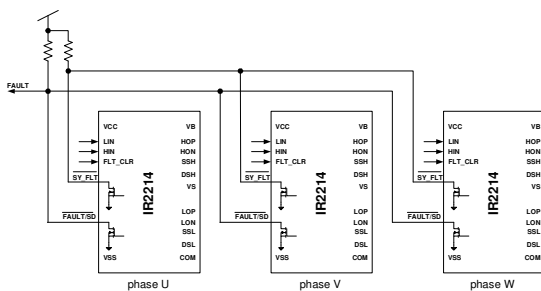 FAULT
VCC
LIN
HIN
FLT_CLR
SY_FLT
FAULT/SD
VSS
IR2214
VB
HOP
HON
SSH
DSH
VS
LOP
LON
SSL
DSL
COM
phase U
VCC
LIN
HIN
FLT_CLR
SY_FLT
FAULT/SD
VSS
IR2214
VB
HOP
HON
SSH
DSH
VS
LOP
LON
SSL
DSL
COM
phase V
VCC
LIN
HIN
FLT_CLR
SY_FLT
FAULT/SD
VSS
IR2214
VB
HOP
HON
SSH
DSH
VS
LOP
LON
SSL
DSL
COM
phase W